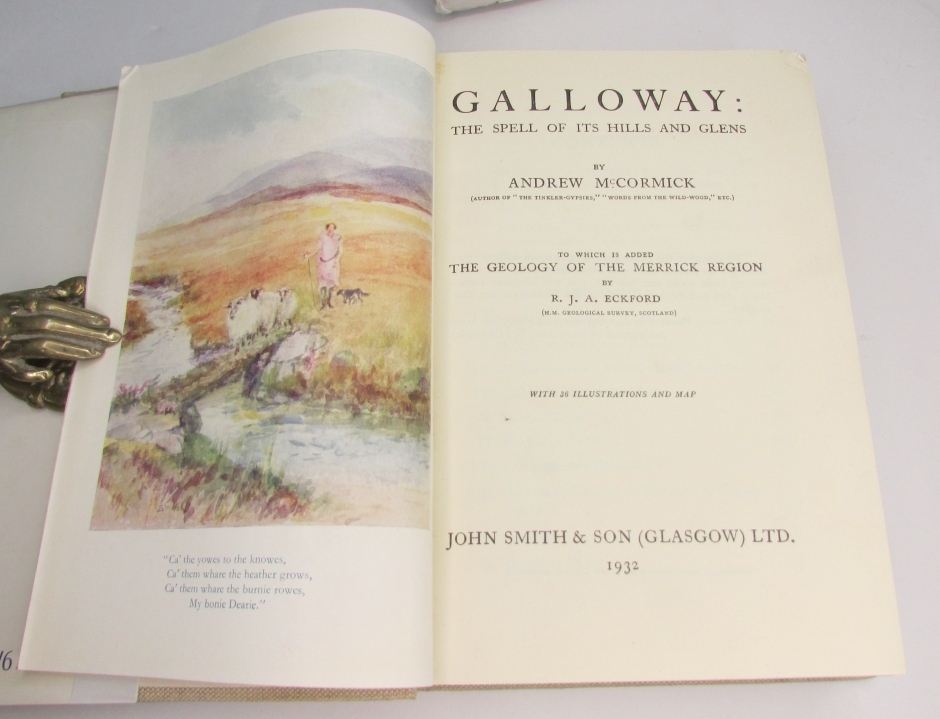 "Ca' the yowes to the knowes,
Ca' them whare the heather grows,
Ca' them whare the burnie rowes,
My bonie Dearie."
GALLOWAY:
THE SPELL OF ITS HILLS AND GLENS
BY
ANDREW McCORMICK
(AUTHOR OF "THE TINKLER-GYPSIES," "WORDS FROM THE WILD-WOOD," ETC.)
TO WHICH IS ADDED
THE GEOLOGY OF THE MERRICK REGION
BY
R. J. A. ECKFORD
(H.M. GEOLOGICAL SURVEY, SCOTLAND)
WITH 36 ILLUSTRATIONS AND MAP
JOHN SMITH & SON (GLASGOW) LTD.
1932